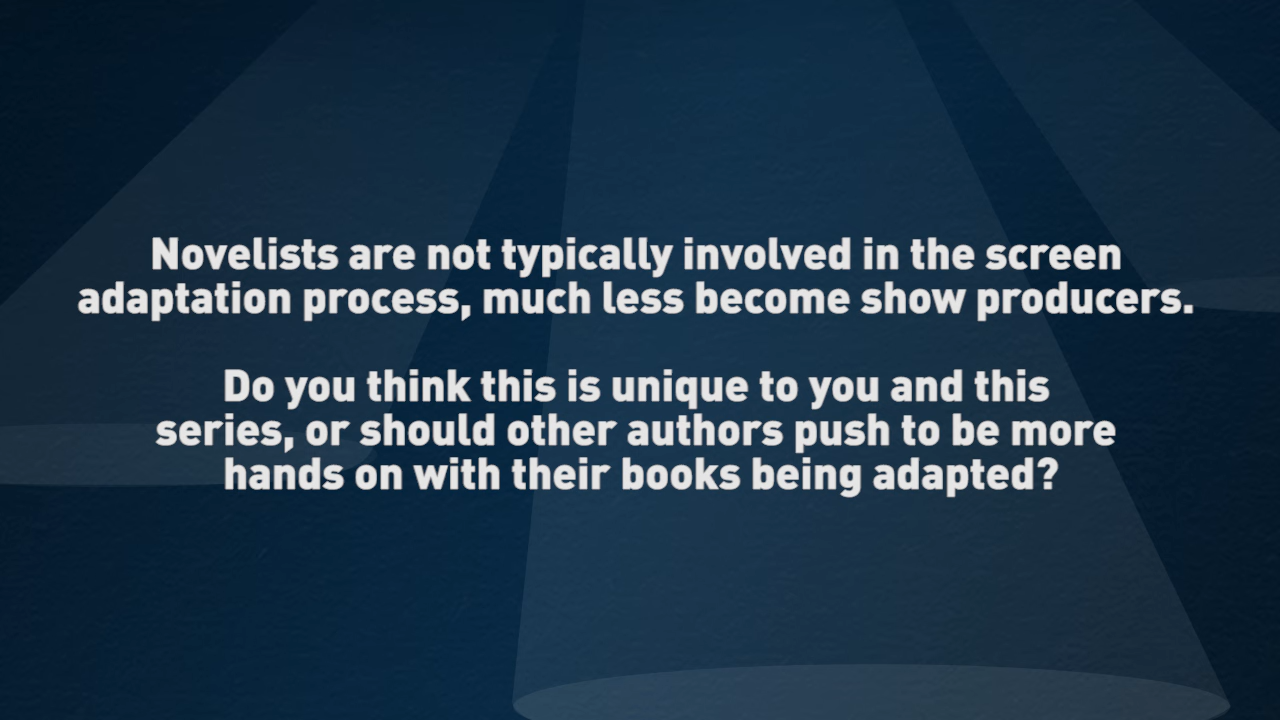 Novelists are not typically involved in the screen
adaptation process, much less become show producers.
Do you think this is unique to you and this
series, or should other authors push to be more
hands on with their books being adapted?